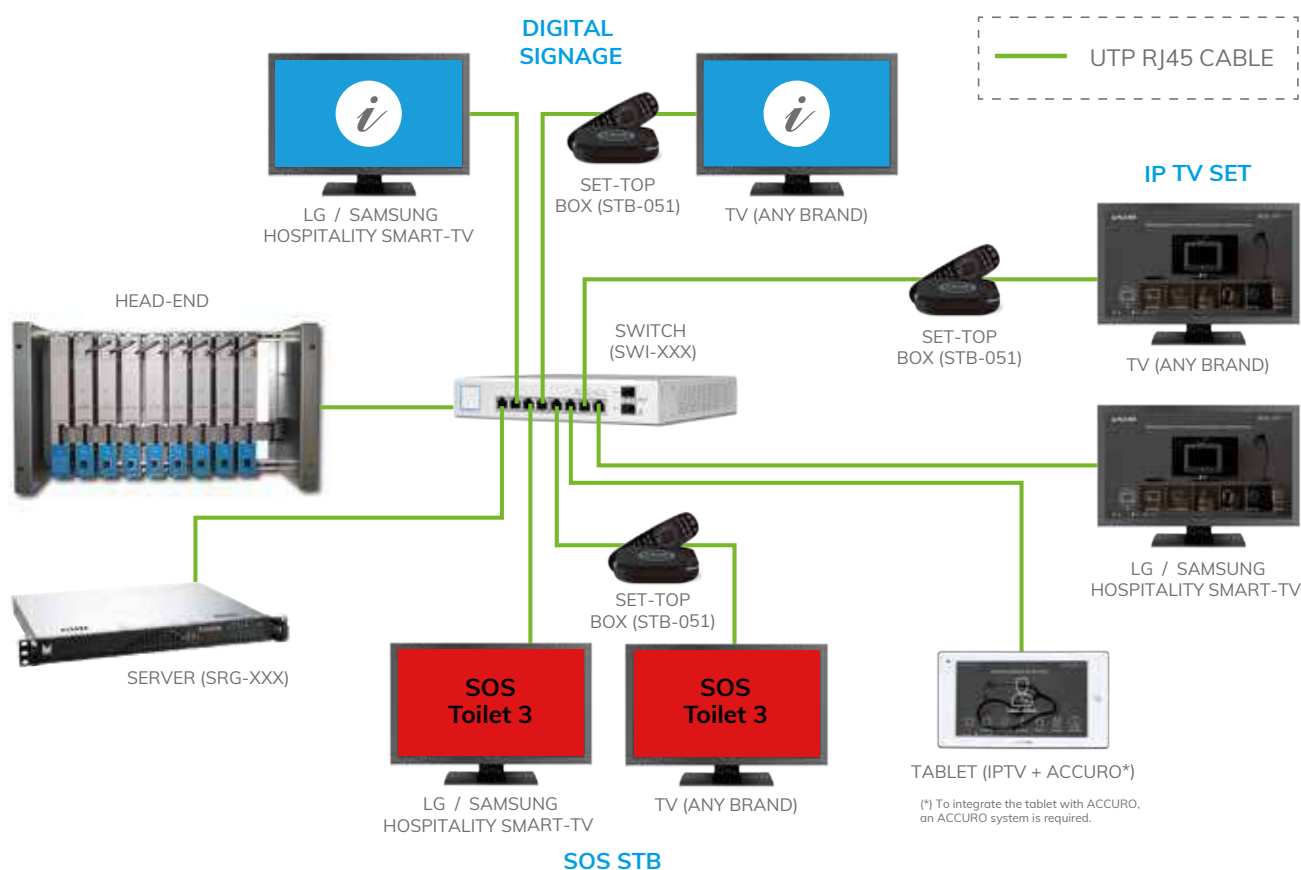 DIGITAL
SIGNAGE
UTP RJ45 CABLE
LG / SAMSUNG
HOSPITALITY SMART-TV
SET-TOP
BOX (STB-051)
TV (ANY BRAND)
IP TV SET
HEAD-END
SWITCH
(SWI-XXX)
SET-TOP
BOX (STB-051)
TV (ANY BRAND)
LG / SAMSUNG
HOSPITALITY SMART-TV
SERVER (SRG-XXX)
SET-TOP
BOX (STB-051)
SOS
Toilet 3
SOS
Toilet 3
LG / SAMSUNG
HOSPITALITY SMART-TV
TV (ANY BRAND)
TABLET (IPTV + ACCURO*)
(*) To integrate the tablet with ACCURO,
an ACCURO system is required.
SOS STB